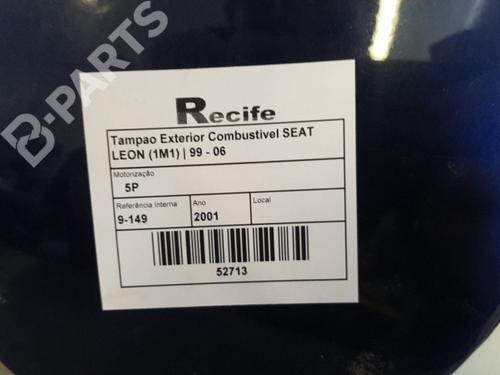 B-PARTS
Recife
Tampao Exterior Combustivel SEAT
LEON (1M1) | 99 - 06
Motorização
5P
Referência Interna
9-149
Ano
2001
Local
52713